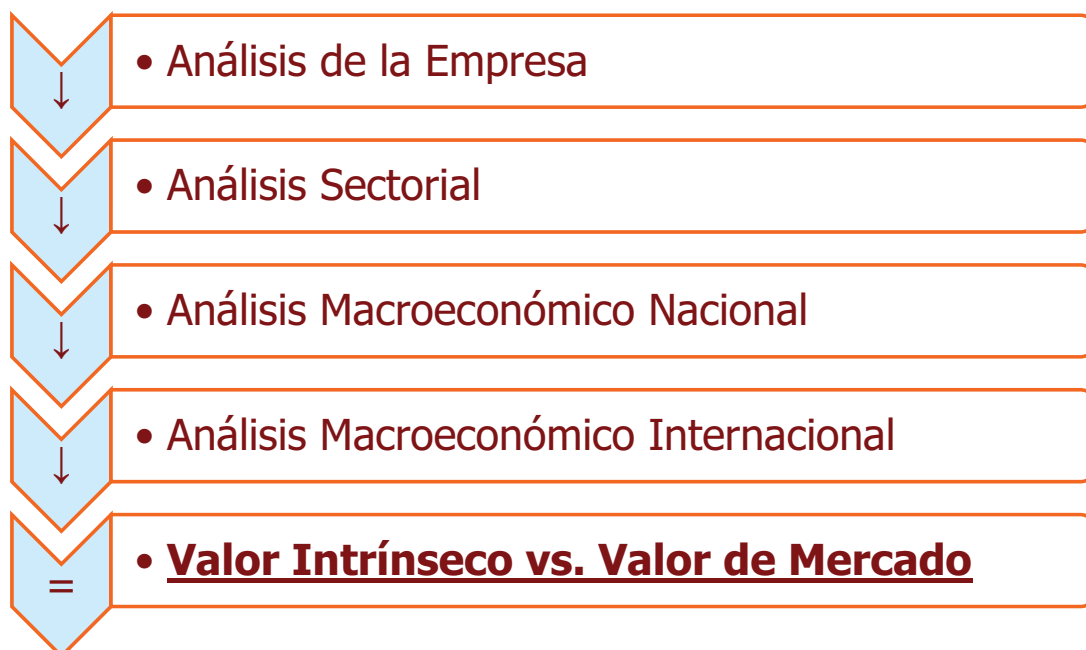 ↓ • Análisis de la Empresa
↓ • Análisis Sectorial
↓ • Análisis Macroeconómico Nacional
↓ • Análisis Macroeconómico Internacional
= • Valor Intrínseco vs. Valor de Mercado